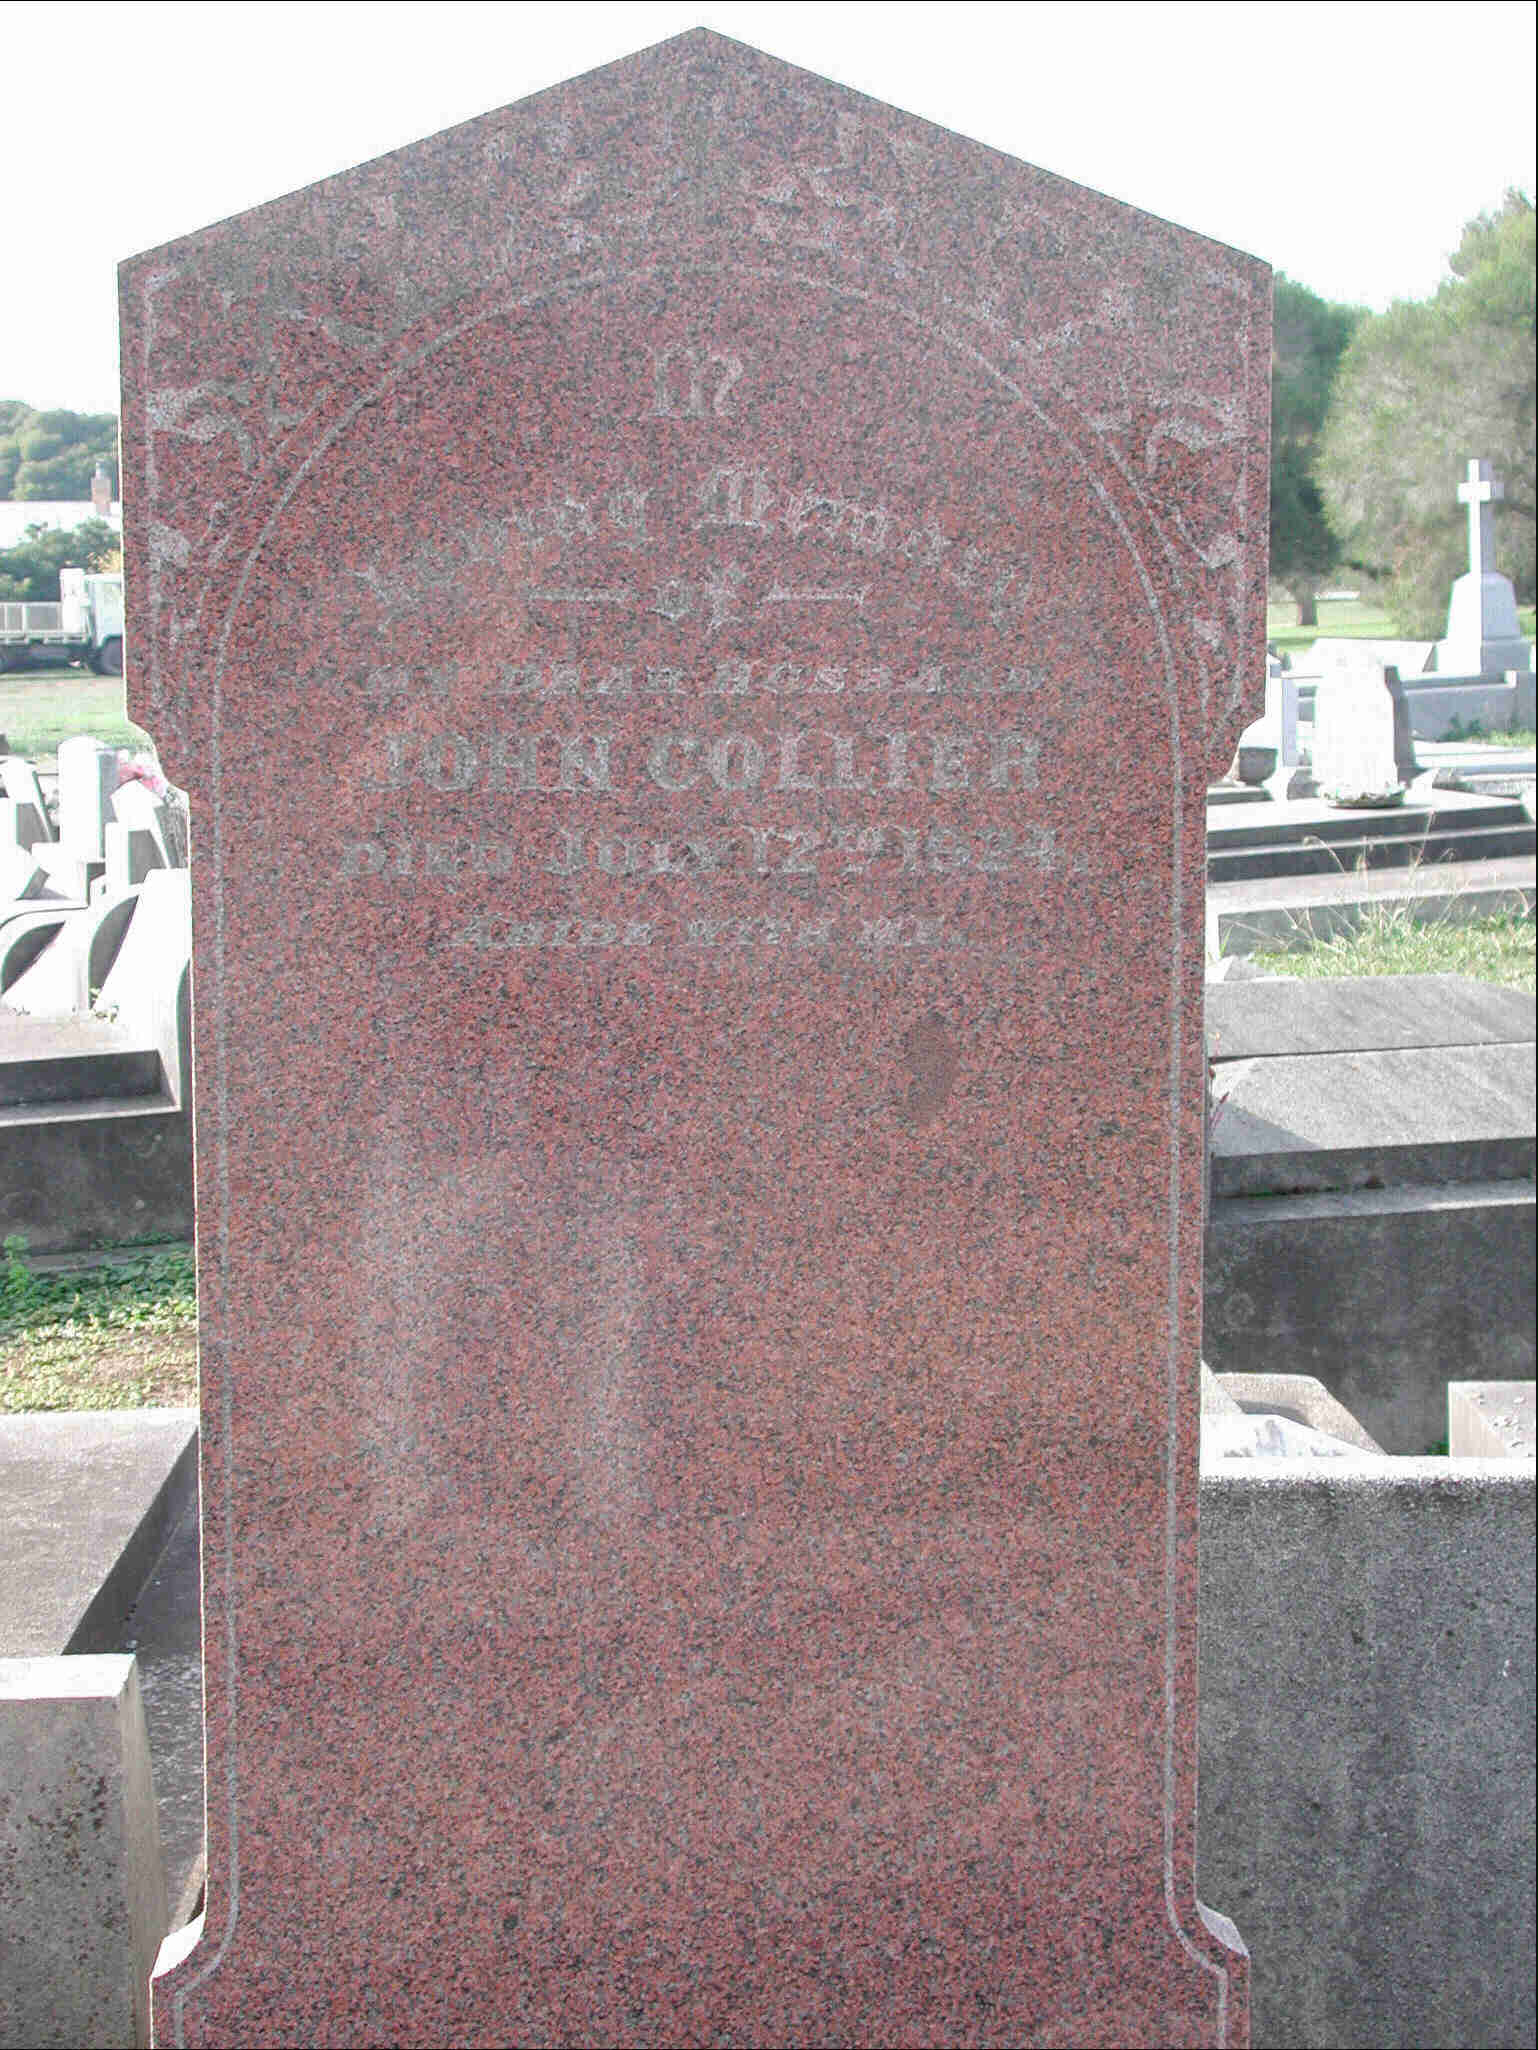 In
Loving Memory
of
MY DEAR HUSBAND
JOHN COLLIER
DIED JULY 12TH 1924.
ABIDE WITH ME.